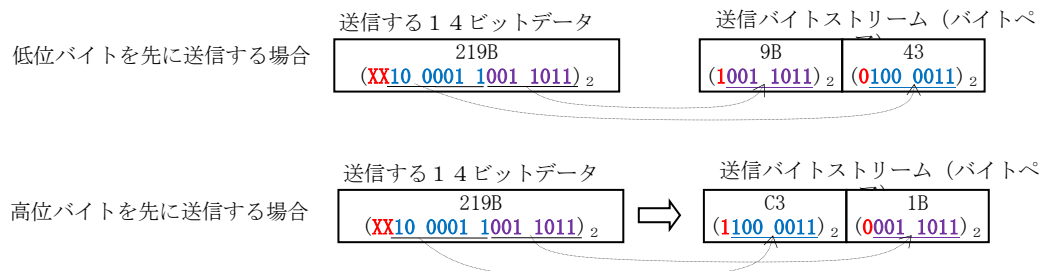 送信する１４ビットデータ
送信バイトストリーム（バイトペ
低位バイトを先に送信する場合
219B
(XX10 0001 1001 1011)2
9B
(1001 1011)2
43
(0100 0011)2
送信する１４ビットデータ
送信バイトストリーム（バイトペ
高位バイトを先に送信する場合
219B
(XX10 0001 1001 1011)2
C3
(1100 0011)2
1B
(0001 1011)2